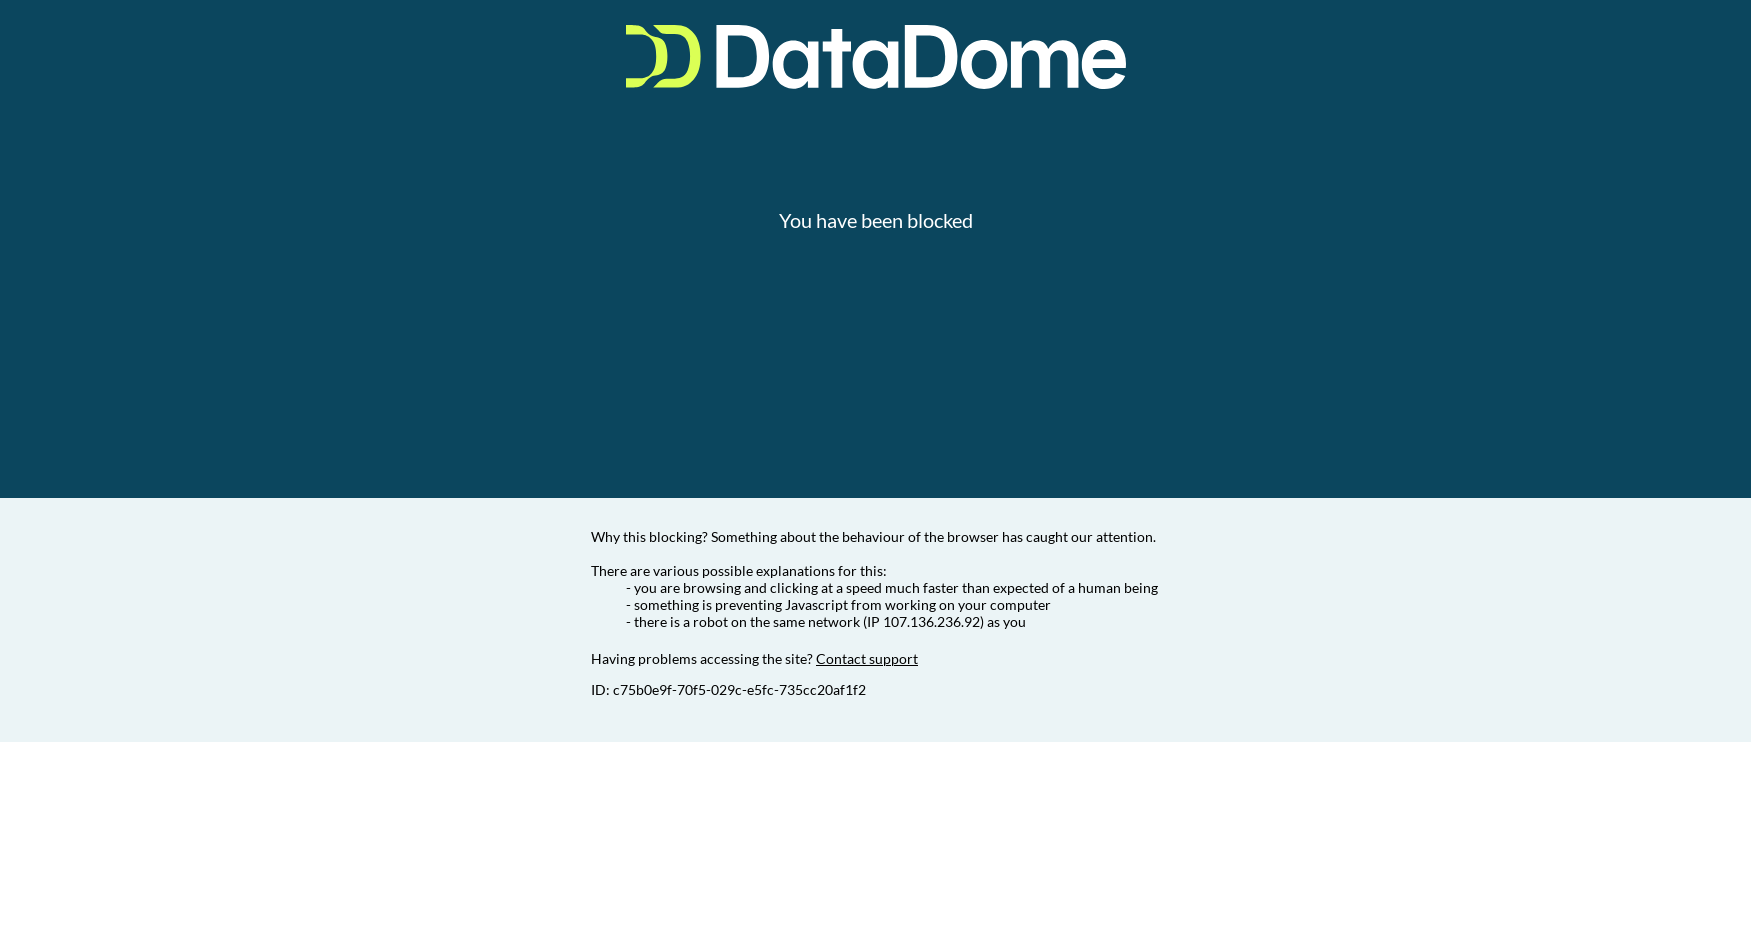 DataDome
You have been blocked
Why this blocking? Something about the behaviour of the browser has caught our attention.
There are various possible explanations for this:
- you are browsing and clicking at a speed much faster than expected of a human being
- something is preventing Javascript from working on your computer
- there is a robot on the same network (IP 107.136.236.92) as you
Having problems accessing the site? Contact support
ID: c75b0e9f-70f5-029c-e5fc-735cc20af1f2